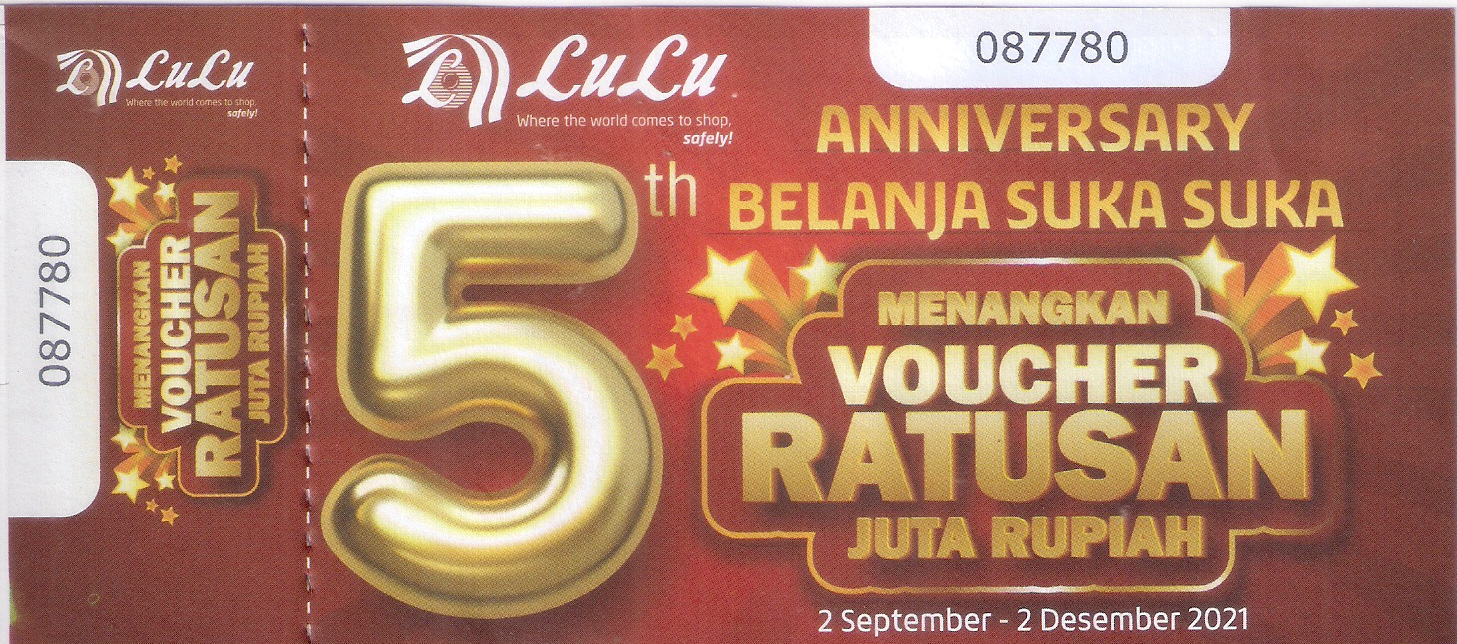 LuLu
Where the world comes to shop,
safely!
087780
MENANGKAN
VOUCHER
RATUSAN
JUTA RUPIAH
LuLu
Where the world comes to shop,
safely!
087780
5th
ANNIVERSARY
BELANJA SUKA SUKA
MENANGKAN
VOUCHER
RATUSAN
JUTA RUPIAH
2 September - 2 Desember 2021